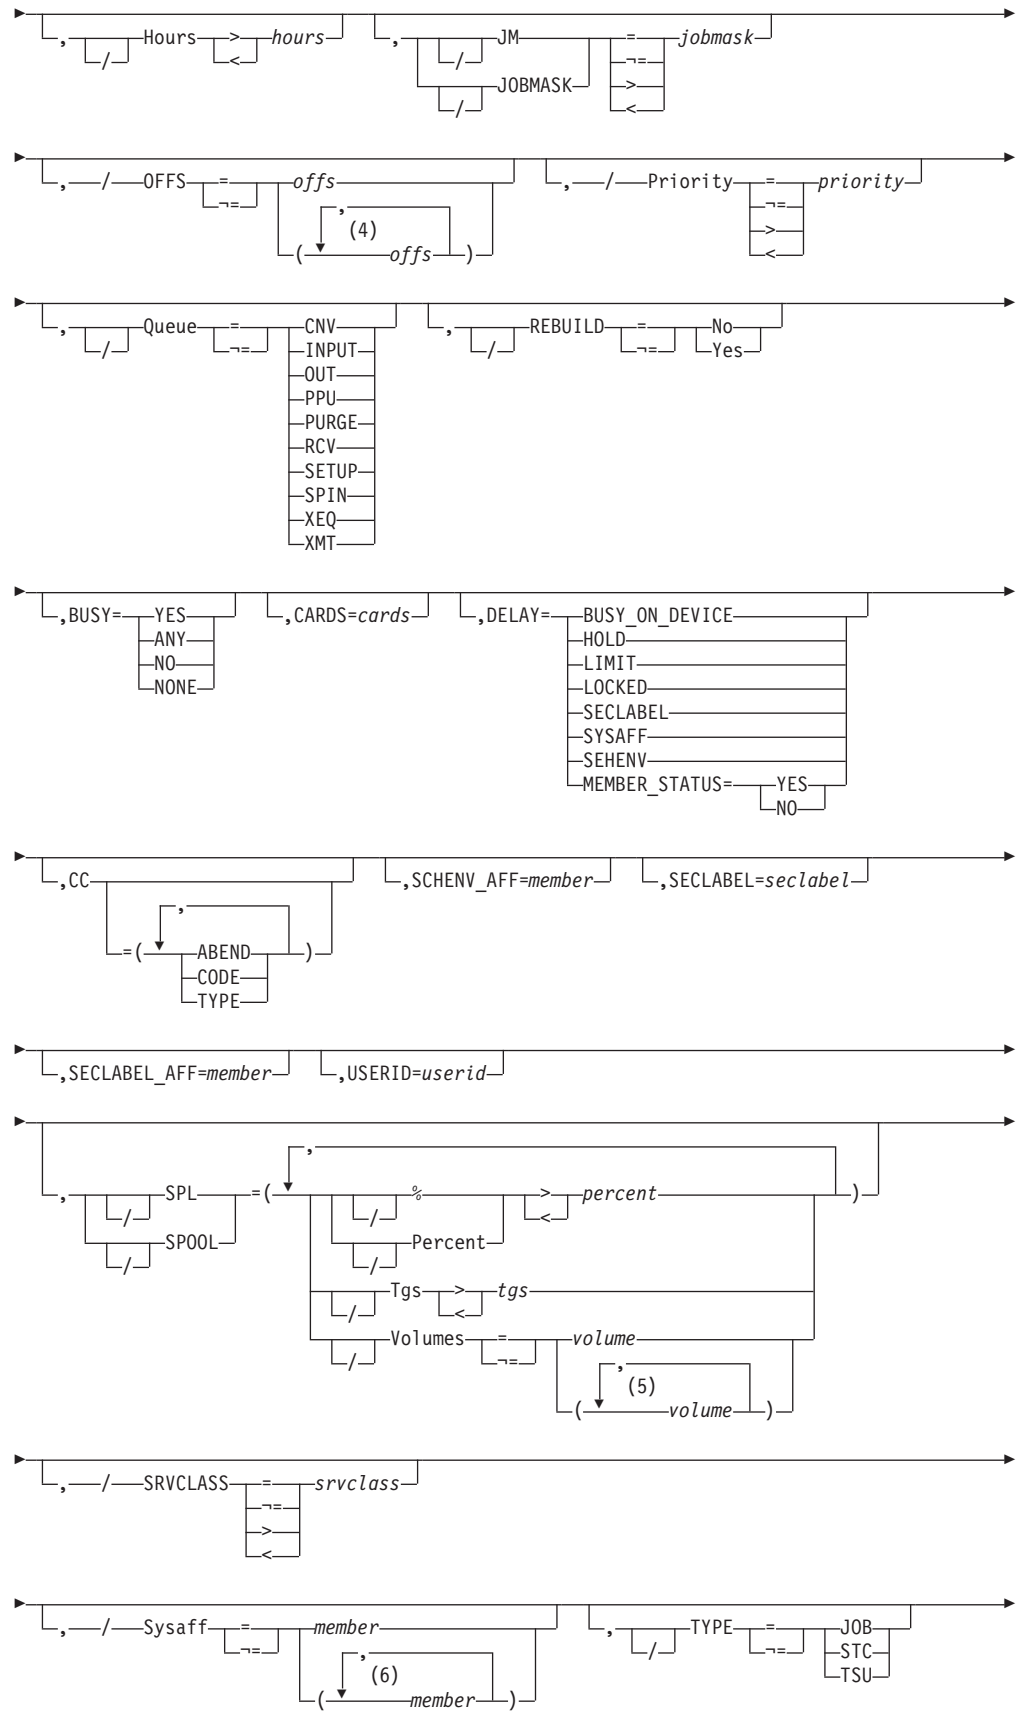 , / Hours > hours , / JM = jobmask
< ¬=
/ JOBMASK >
<
, / OFFS = offs , / Priority = priority
¬= , ¬=
(4) >
( offs ) <
, / Queue = CNV , / REBUILD = No
¬= INPUT ¬= Yes
OUT
PPU
PURGE
RCV
SETUP
SPIN
XEQ
XMT
,BUSY= YES ,CARDS=cards ,DELAY= BUSY_ON_DEVICE
ANY HOLD
NO LIMIT
NONE LOCKED
SECLABEL
SYSAFF
SEHENV
MEMBER_STATUS= YES
NO
,CC ,SCHENV_AFF=member ,SECLABEL=seclabel
,
=( ABEND )
CODE
TYPE
,SECLABEL_AFF=member ,USERID=userid
,
, / SPL =( / % > percent )
<
/ SPOOL / Percent
/ Tgs > tgs
<
/ Volumes = volume
¬= ,
(5)
( volume )
, / SRVCLASS = srvclass
¬=
>
<
, / Sysaff = member , / TYPE = JOB
¬= , ¬= STC
(6) TSU
( member )